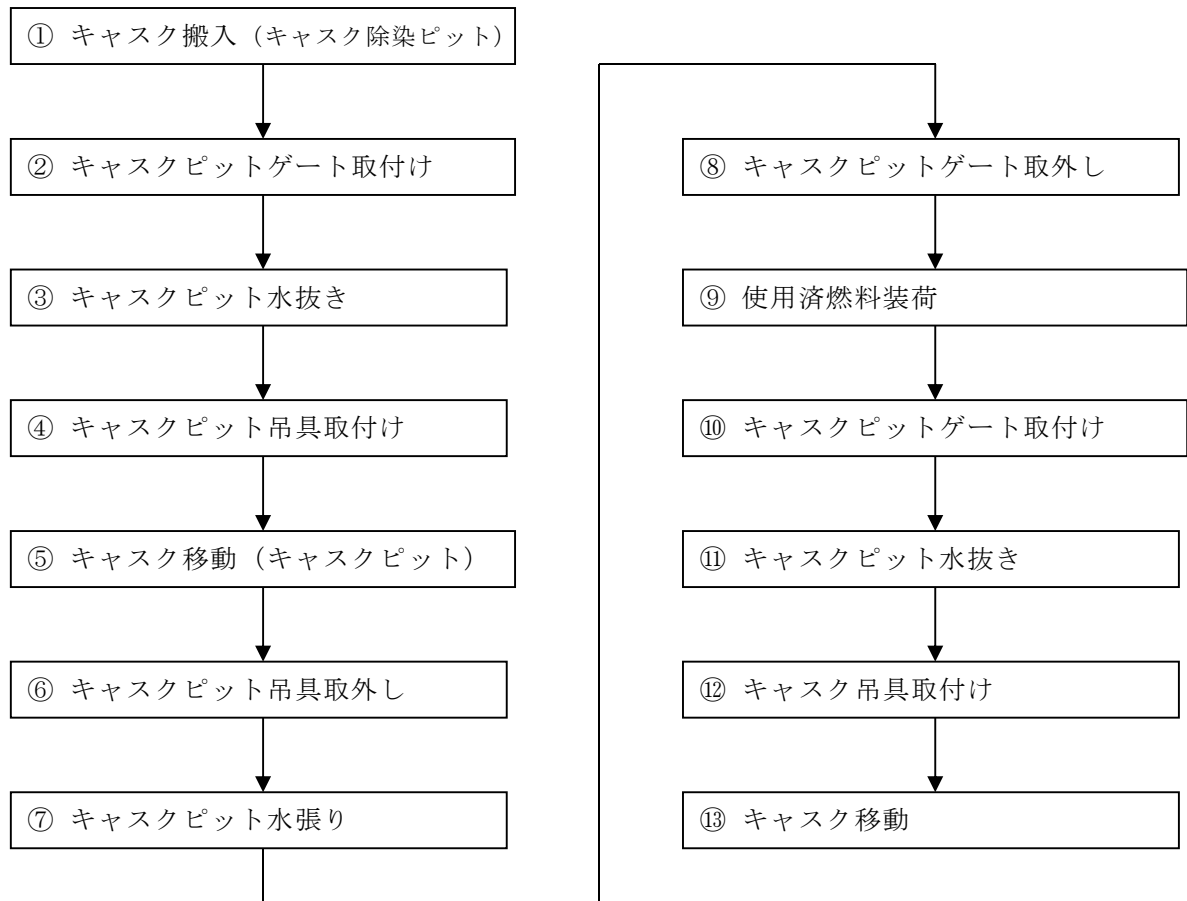 ① キャスク搬入（キャスク除染ピット）
② キャスクピットゲート取付け
③ キャスクピット水抜き
④ キャスクピット吊具取付け
⑤ キャスク移動（キャスクピット）
⑥ キャスクピット吊具取外し
⑦ キャスクピット水張り
⑧ キャスクピットゲート取外し
⑨ 使用済燃料装荷
⑩ キャスクピットゲート取付け
⑪ キャスクピット水抜き
⑫ キャスク吊具取付け
⑬ キャスク移動